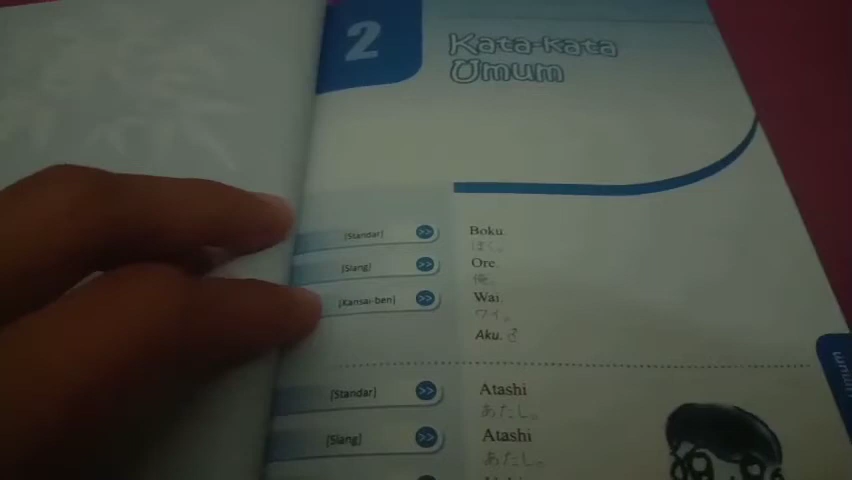 2
Kata-kata
Umum
[Standar] >> Boku.
ぼく。
[Slang] >> Ore.
俺。
[Kansai-ben] >> Wai.
ワイ。
Aku. ♂
[Standar] >> Atashi
あたし。
[Slang] >> Atashi
あたし。